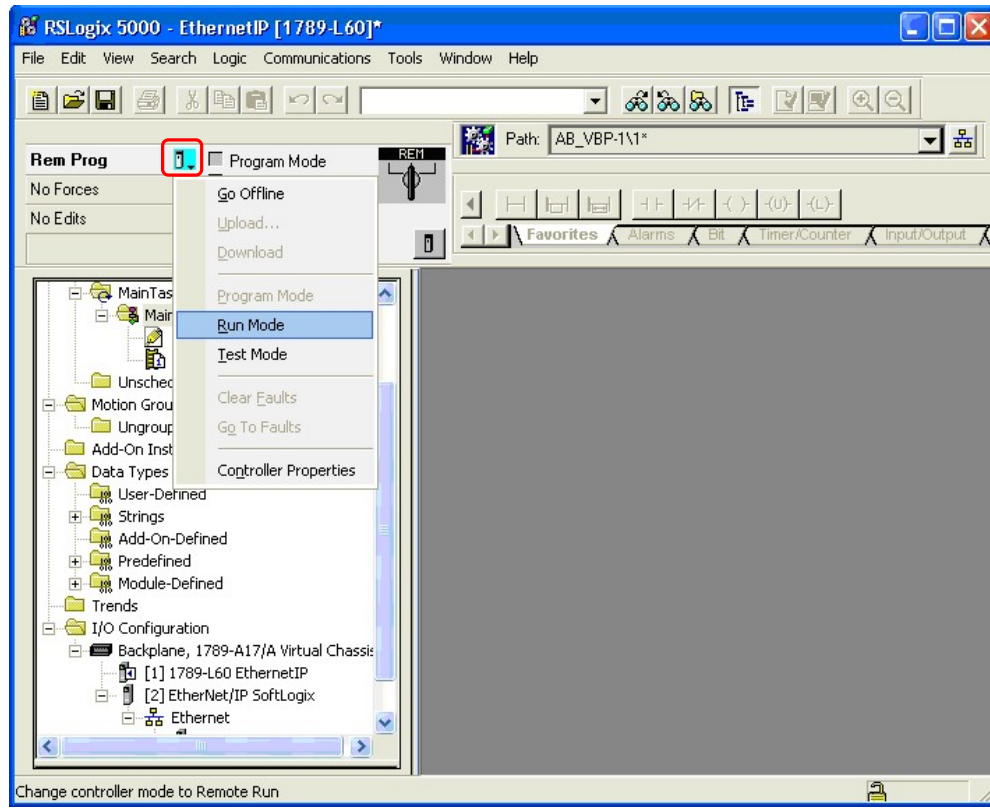 RSLogix 5000 - EthernetIP [1789-L60]*
File Edit View Search Logic Communications Tools Window Help
Path: AB_VBP-1\1*
Rem Prog
Program Mode
REM
No Forces
No Edits
Go Offline
Upload...
Download
Program Mode
Run Mode
Test Mode
Clear Faults
Go To Faults
Controller Properties
Favorites Alarms Bit Timer/Counter Input/Output
MainTas
Mair
Unsched
Motion Grou
Ungroup
Add-On Inst
Data Types
User-Defined
Strings
Add-On-Defined
Predefined
Module-Defined
Trends
I/O Configuration
Backplane, 1789-A17/A Virtual Chassis
[1] 1789-L60 EthernetIP
[2] EtherNet/IP SoftLogix
Ethernet
Change controller mode to Remote Run